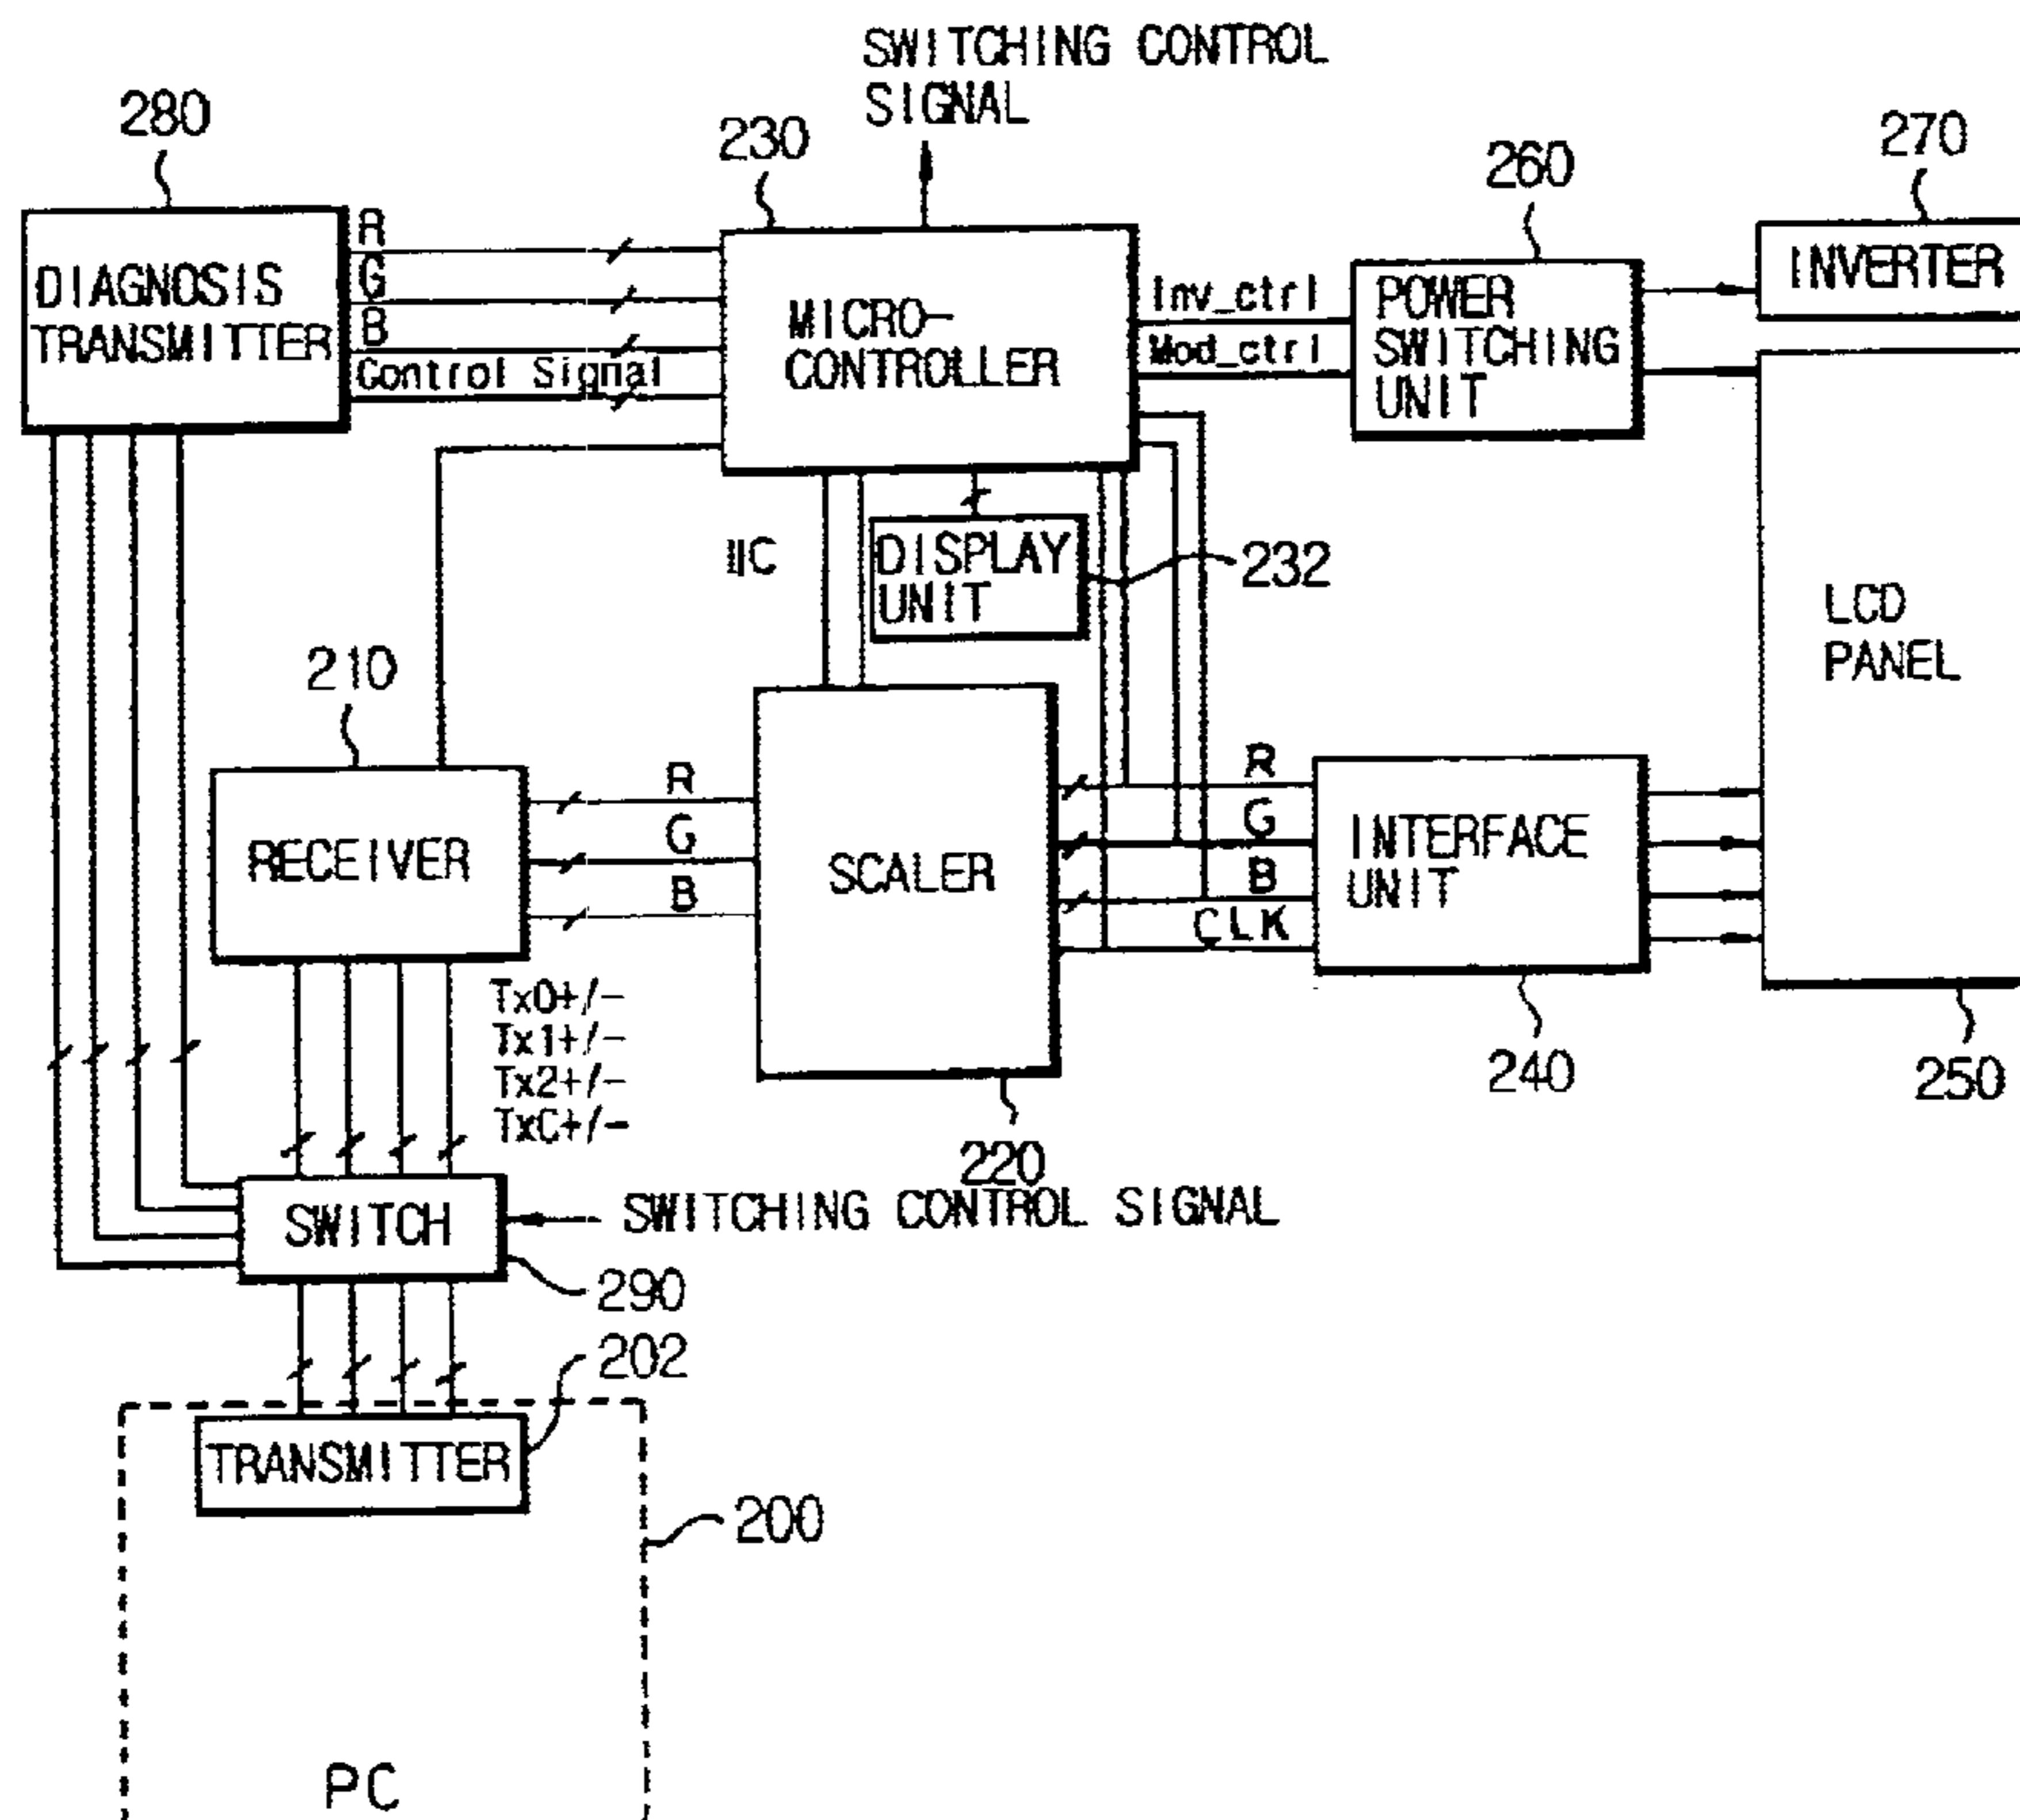 SWITCHING CONTROL
SIGNAL
280
230
260
270
DIAGNOSIS
TRANSMITTER
R
G
B
Control Signal
MICRO-
CONTROLLER
Inv_ctrl
Mod_ctrl
POWER
SWITCHING
UNIT
INVERTER
IIC
DISPLAY
UNIT
232
LCD
PANEL
210
RECEIVER
R
G
B
SCALER
R
G
B
CLK
INTERFACE
UNIT
Tx0+/-
Tx1+/-
Tx2+/-
TxC+/-
240
250
220
SWITCH
SWITCHING CONTROL SIGNAL
290
202
TRANSMITTER
200
PC